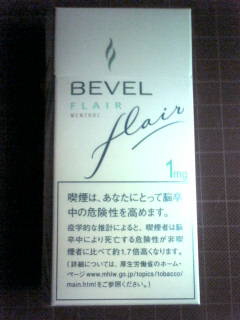 BEVEL
FLAIR
MENTHOL
flair
1mg
喫煙は、あなたにとって脳卒
中の危険性を高めます。
疫学的な推計によると、喫煙者は脳
卒中により死亡する危険性が非喫
煙者に比べて約1.7倍高くなります。
(詳細については、厚生労働省のホーム・
ページ www.mhlw.go.jp/topics/tobacco/
main.htmlをご参照ください。)